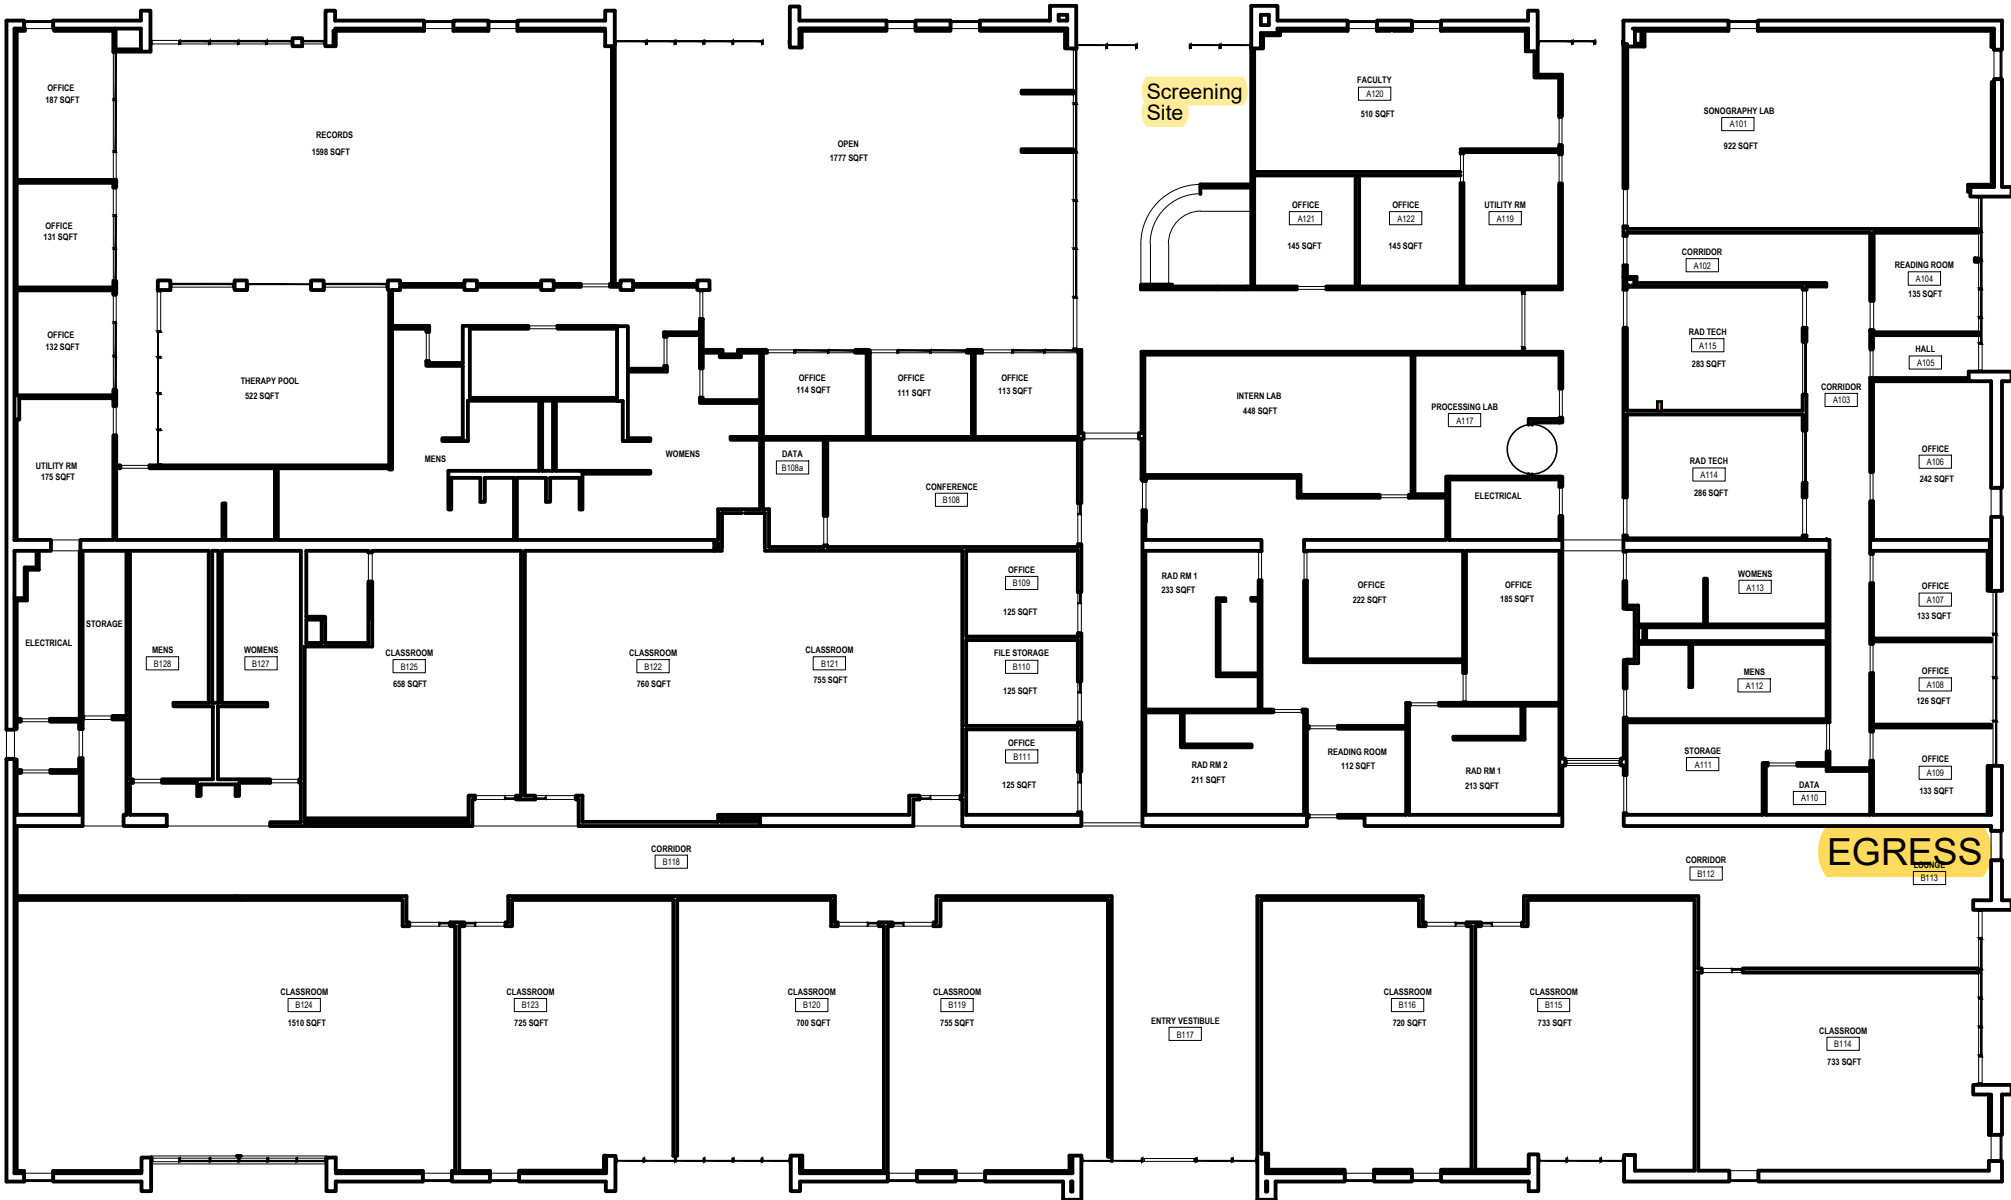 OFFICE
187 SQFT
RECORDS
1598 SQFT
OPEN
1777 SQFT
Screening
Site
FACULTY
A120
510 SQFT
SONOGRAPHY LAB
A101
922 SQFT
OFFICE
131 SQFT
OFFICE
A121
145 SQFT
OFFICE
A122
145 SQFT
UTILITY RM
A119
CORRIDOR
A102
READING ROOM
A104
135 SQFT
OFFICE
132 SQFT
THERAPY POOL
522 SQFT
OFFICE
114 SQFT
OFFICE
111 SQFT
OFFICE
113 SQFT
INTERN LAB
448 SQFT
PROCESSING LAB
A117
RAD TECH
A115
283 SQFT
CORRIDOR
A103
HALL
A105
UTILITY RM
175 SQFT
MENS
WOMENS
DATA
B108a
CONFERENCE
B108
ELECTRICAL
RAD TECH
A114
286 SQFT
OFFICE
A106
242 SQFT
ELECTRICAL
STORAGE
MENS
B128
WOMENS
B127
CLASSROOM
B125
658 SQFT
CLASSROOM
B122
760 SQFT
CLASSROOM
B121
755 SQFT
OFFICE
B109
125 SQFT
FILE STORAGE
B110
125 SQFT
OFFICE
B111
125 SQFT
RAD RM 1
233 SQFT
OFFICE
222 SQFT
OFFICE
185 SQFT
WOMENS
A113
OFFICE
A107
133 SQFT
MENS
A112
OFFICE
A108
126 SQFT
RAD RM 2
211 SQFT
READING ROOM
112 SQFT
RAD RM 1
213 SQFT
STORAGE
A111
DATA
A110
OFFICE
A109
133 SQFT
CORRIDOR
B118
CORRIDOR
B112
EGRESS
LOUNGE
B113
CLASSROOM
B124
1510 SQFT
CLASSROOM
B123
725 SQFT
CLASSROOM
B120
700 SQFT
CLASSROOM
B119
755 SQFT
ENTRY VESTIBULE
B117
CLASSROOM
B116
720 SQFT
CLASSROOM
B115
733 SQFT
CLASSROOM
B114
733 SQFT